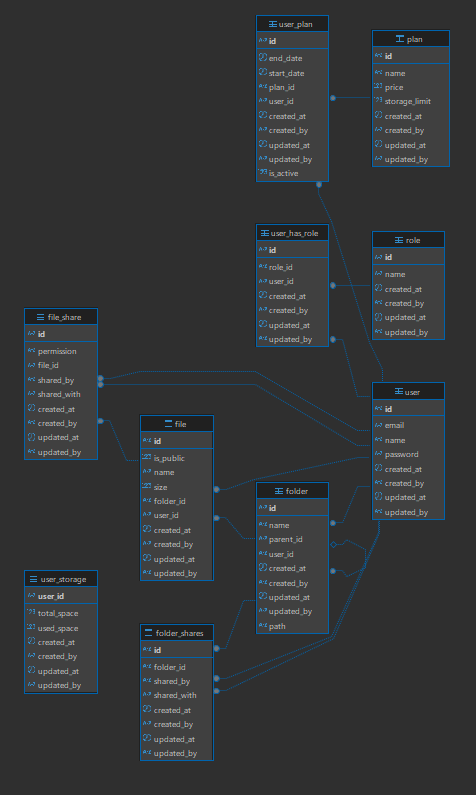 user_plan
id
end_date
start_date
plan_id
user_id
created_at
created_by
updated_at
updated_by
is_active
plan
id
name
price
storage_limit
created_at
created_by
updated_at
updated_by
user_has_role
id
role_id
user_id
created_at
created_by
updated_at
updated_by
role
id
name
created_at
created_by
updated_at
updated_by
file_share
id
permission
file_id
shared_by
shared_with
created_at
created_by
updated_at
updated_by
user
id
email
name
password
created_at
created_by
updated_at
updated_by
file
id
is_public
name
size
folder_id
user_id
created_at
created_by
updated_at
updated_by
folder
id
name
parent_id
user_id
created_at
created_by
updated_at
updated_by
path
user_storage
user_id
total_space
used_space
created_at
created_by
updated_at
updated_by
folder_shares
id
folder_id
shared_by
shared_with
created_at
created_by
updated_at
updated_by